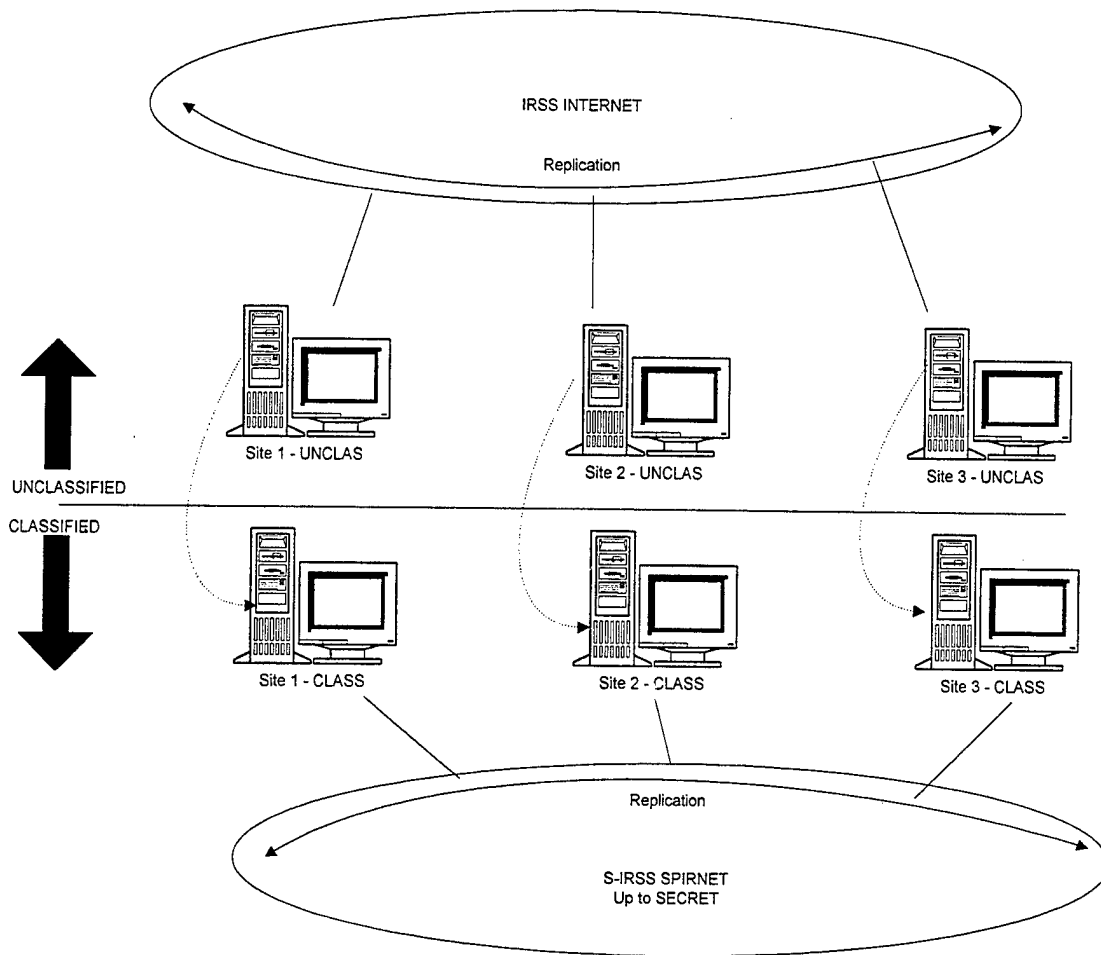 IRSS INTERNET
Replication
Site 1 - UNCLAS
Site 2 - UNCLAS
Site 3 - UNCLAS
UNCLASSIFIED
CLASSIFIED
Site 1 - CLASS
Site 2 - CLASS
Site 3 - CLASS
Replication
S-IRSS SPIRNET
Up to SECRET